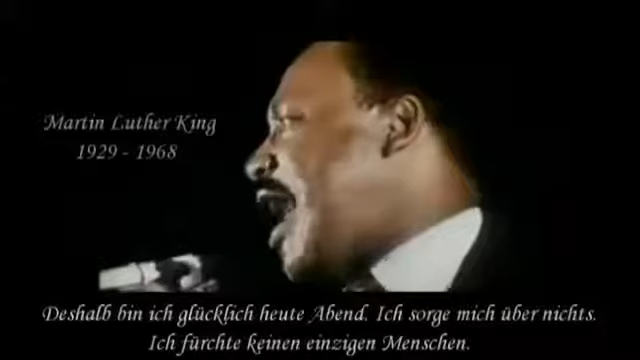 Martin Luther King
1929 - 1968
Deshalb bin ich glücklich heute Abend. Ich sorge mich über nichts.
Ich fürchte keinen einzigen Menschen.